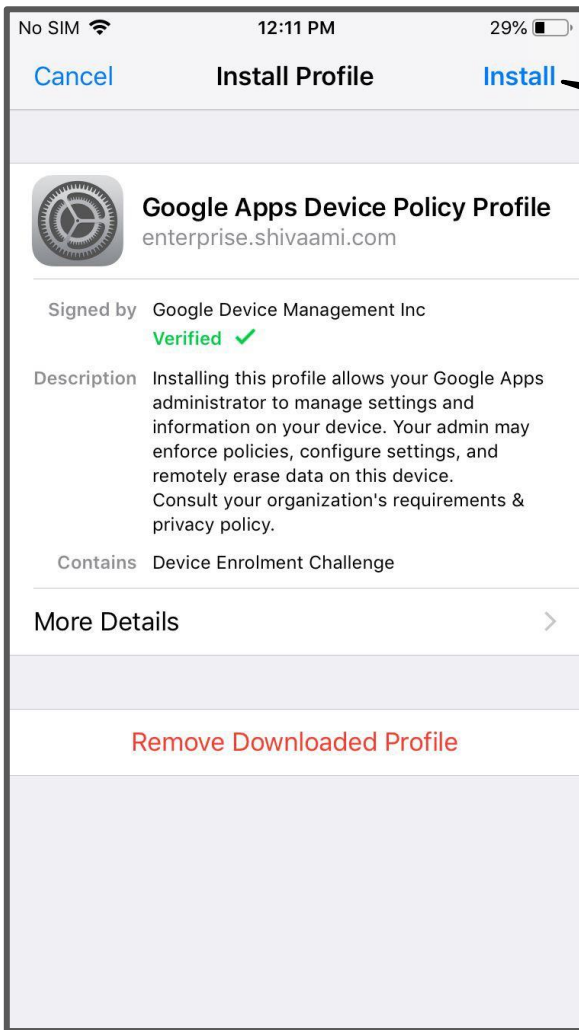 No SIM 12:11 PM 29%
Cancel Install Profile Install
Google Apps Device Policy Profile
enterprise.shivaami.com
Signed by Google Device Management Inc
Verified ✓
Description Installing this profile allows your Google Apps
administrator to manage settings and
information on your device. Your admin may
enforce policies, configure settings, and
remotely erase data on this device.
Consult your organization's requirements &
privacy policy.
Contains Device Enrolment Challenge
More Details
Remove Downloaded Profile